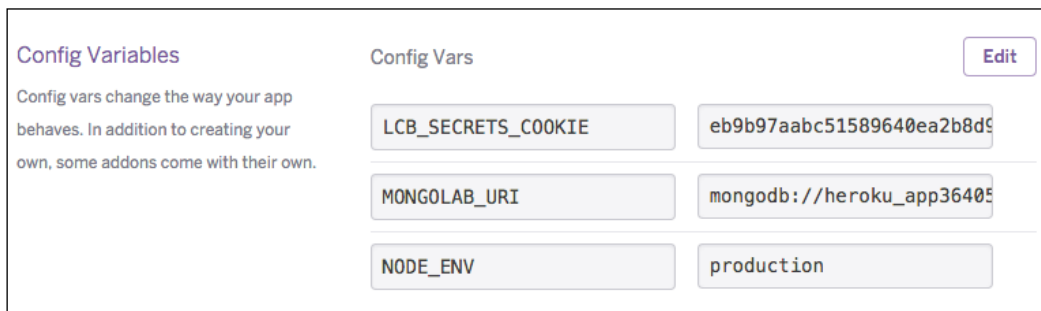 Config Variables
Config Vars
Edit
Config vars change the way your app
behaves. In addition to creating your
own, some addons come with their own.
LCB_SECRETS_COOKIE eb9b97aabc51589640ea2b8d9
MONGOLAB_URI mongodb://heroku_app36405
NODE_ENV production